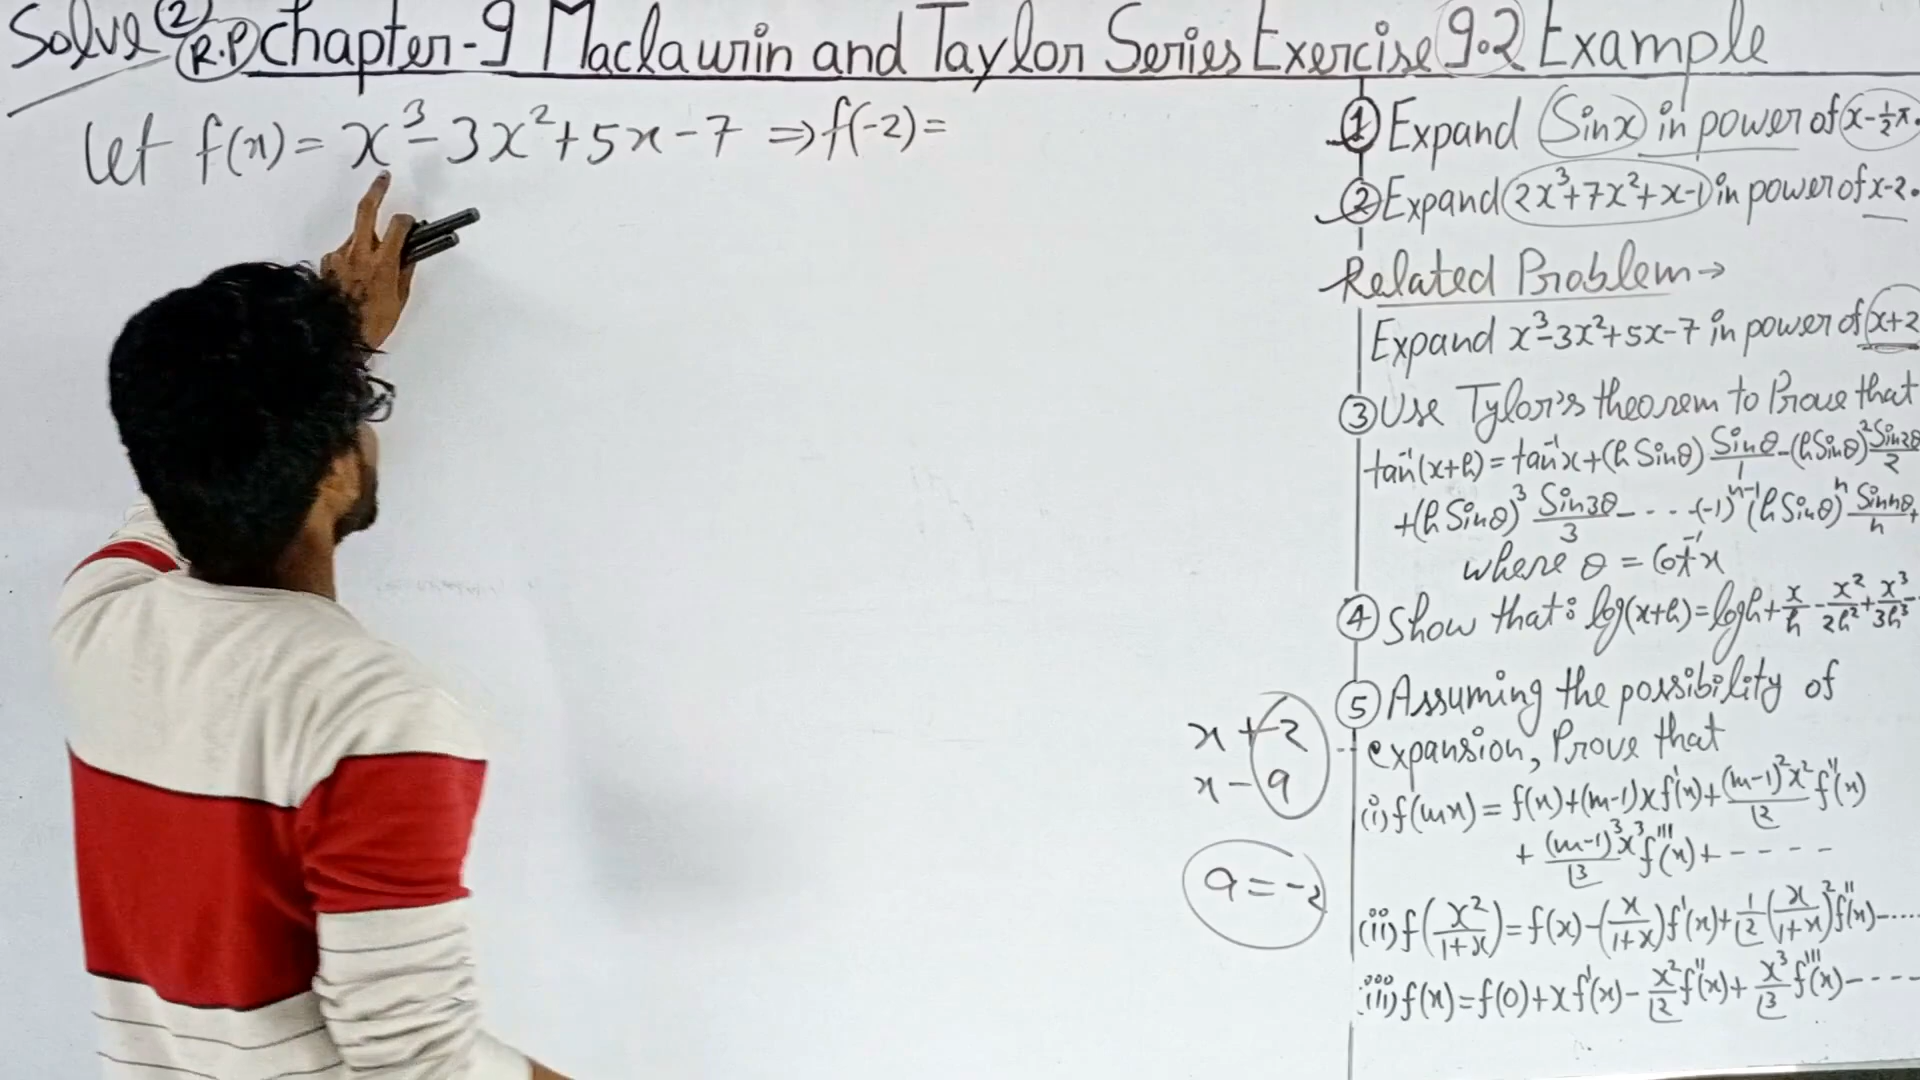 Solve ② R.P Chapter-9 Maclaurin and Taylor Series Exercise 9.2 Example
Let f(x) = x³-3x²+5x-7 ⇒ f(-2) =
x+2
x-a
a=-2
① Expand Sinx in power of x-½π.
② Expand 2x³+7x²+x-1 in power of x-2.
Related Problem→
Expand x³-3x²+5x-7 in power of x+2
③ Use Tylor's theorem to Prove that
tan⁻¹(x+h) = tan⁻¹x+(h Sinθ) Sinθ/1 -(hSinθ)² Sin2θ/2
+(h Sinθ)³ Sin3θ/3 - - - - (-1)ⁿ⁻¹(h Sinθ)ⁿ Sinnθ/n +
where θ = Cot⁻¹x
④ Show that: log(x+h)=logh+x/h - x²/2h² + x³/3h³ - -
⑤ Assuming the possibility of
expansion, Prove that
(i) f(mx) = f(x)+(m-1)xf'(x)+(m-1)²x²/|2 f''(x)
+ (m-1)³x³/|3 f'''(x)+ - - - -
(ii) f(x²/1+x) = f(x) -(x/1+x)f'(x)+1/|2 (x/1+x)² f''(x)-----
(iii) f(x) = f(0)+xf'(x)- x²/|2 f''(x)+ x³/|3 f'''(x)- - - -